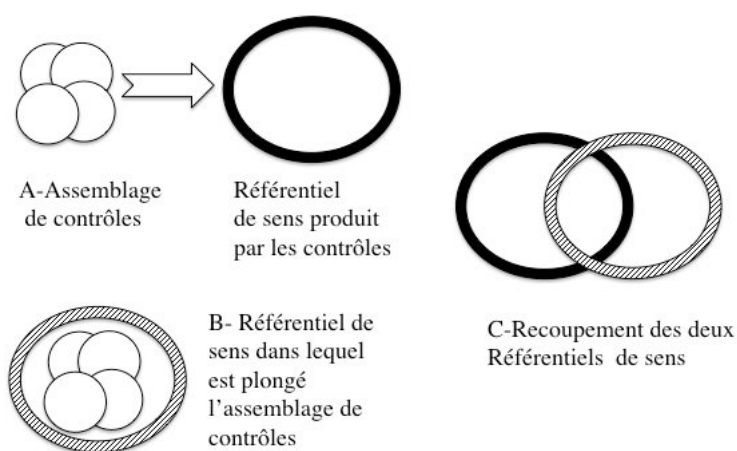 A-Assemblage
de contrôles
Référentiel
de sens produit
par les contrôles
B- Référentiel de
sens dans lequel
est plongé
l’assemblage de
contrôles
C-Recoupement des deux
Référentiels de sens